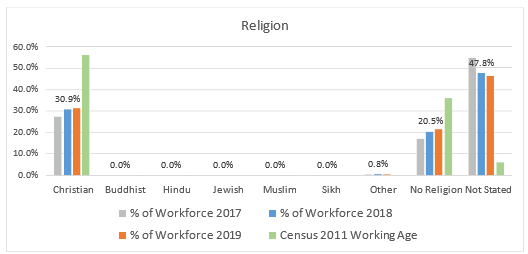 Religion
60.0%
50.0%
40.0%
30.0%
20.0%
10.0%
0.0%
30.9% 0.0% 0.0% 0.0% 0.0% 0.0% 0.8% 20.5% 47.8%
Christian Buddhist Hindu Jewish Muslim Sikh Other No Religion Not Stated
% of Workforce 2017 % of Workforce 2018
% of Workforce 2019 Census 2011 Working Age